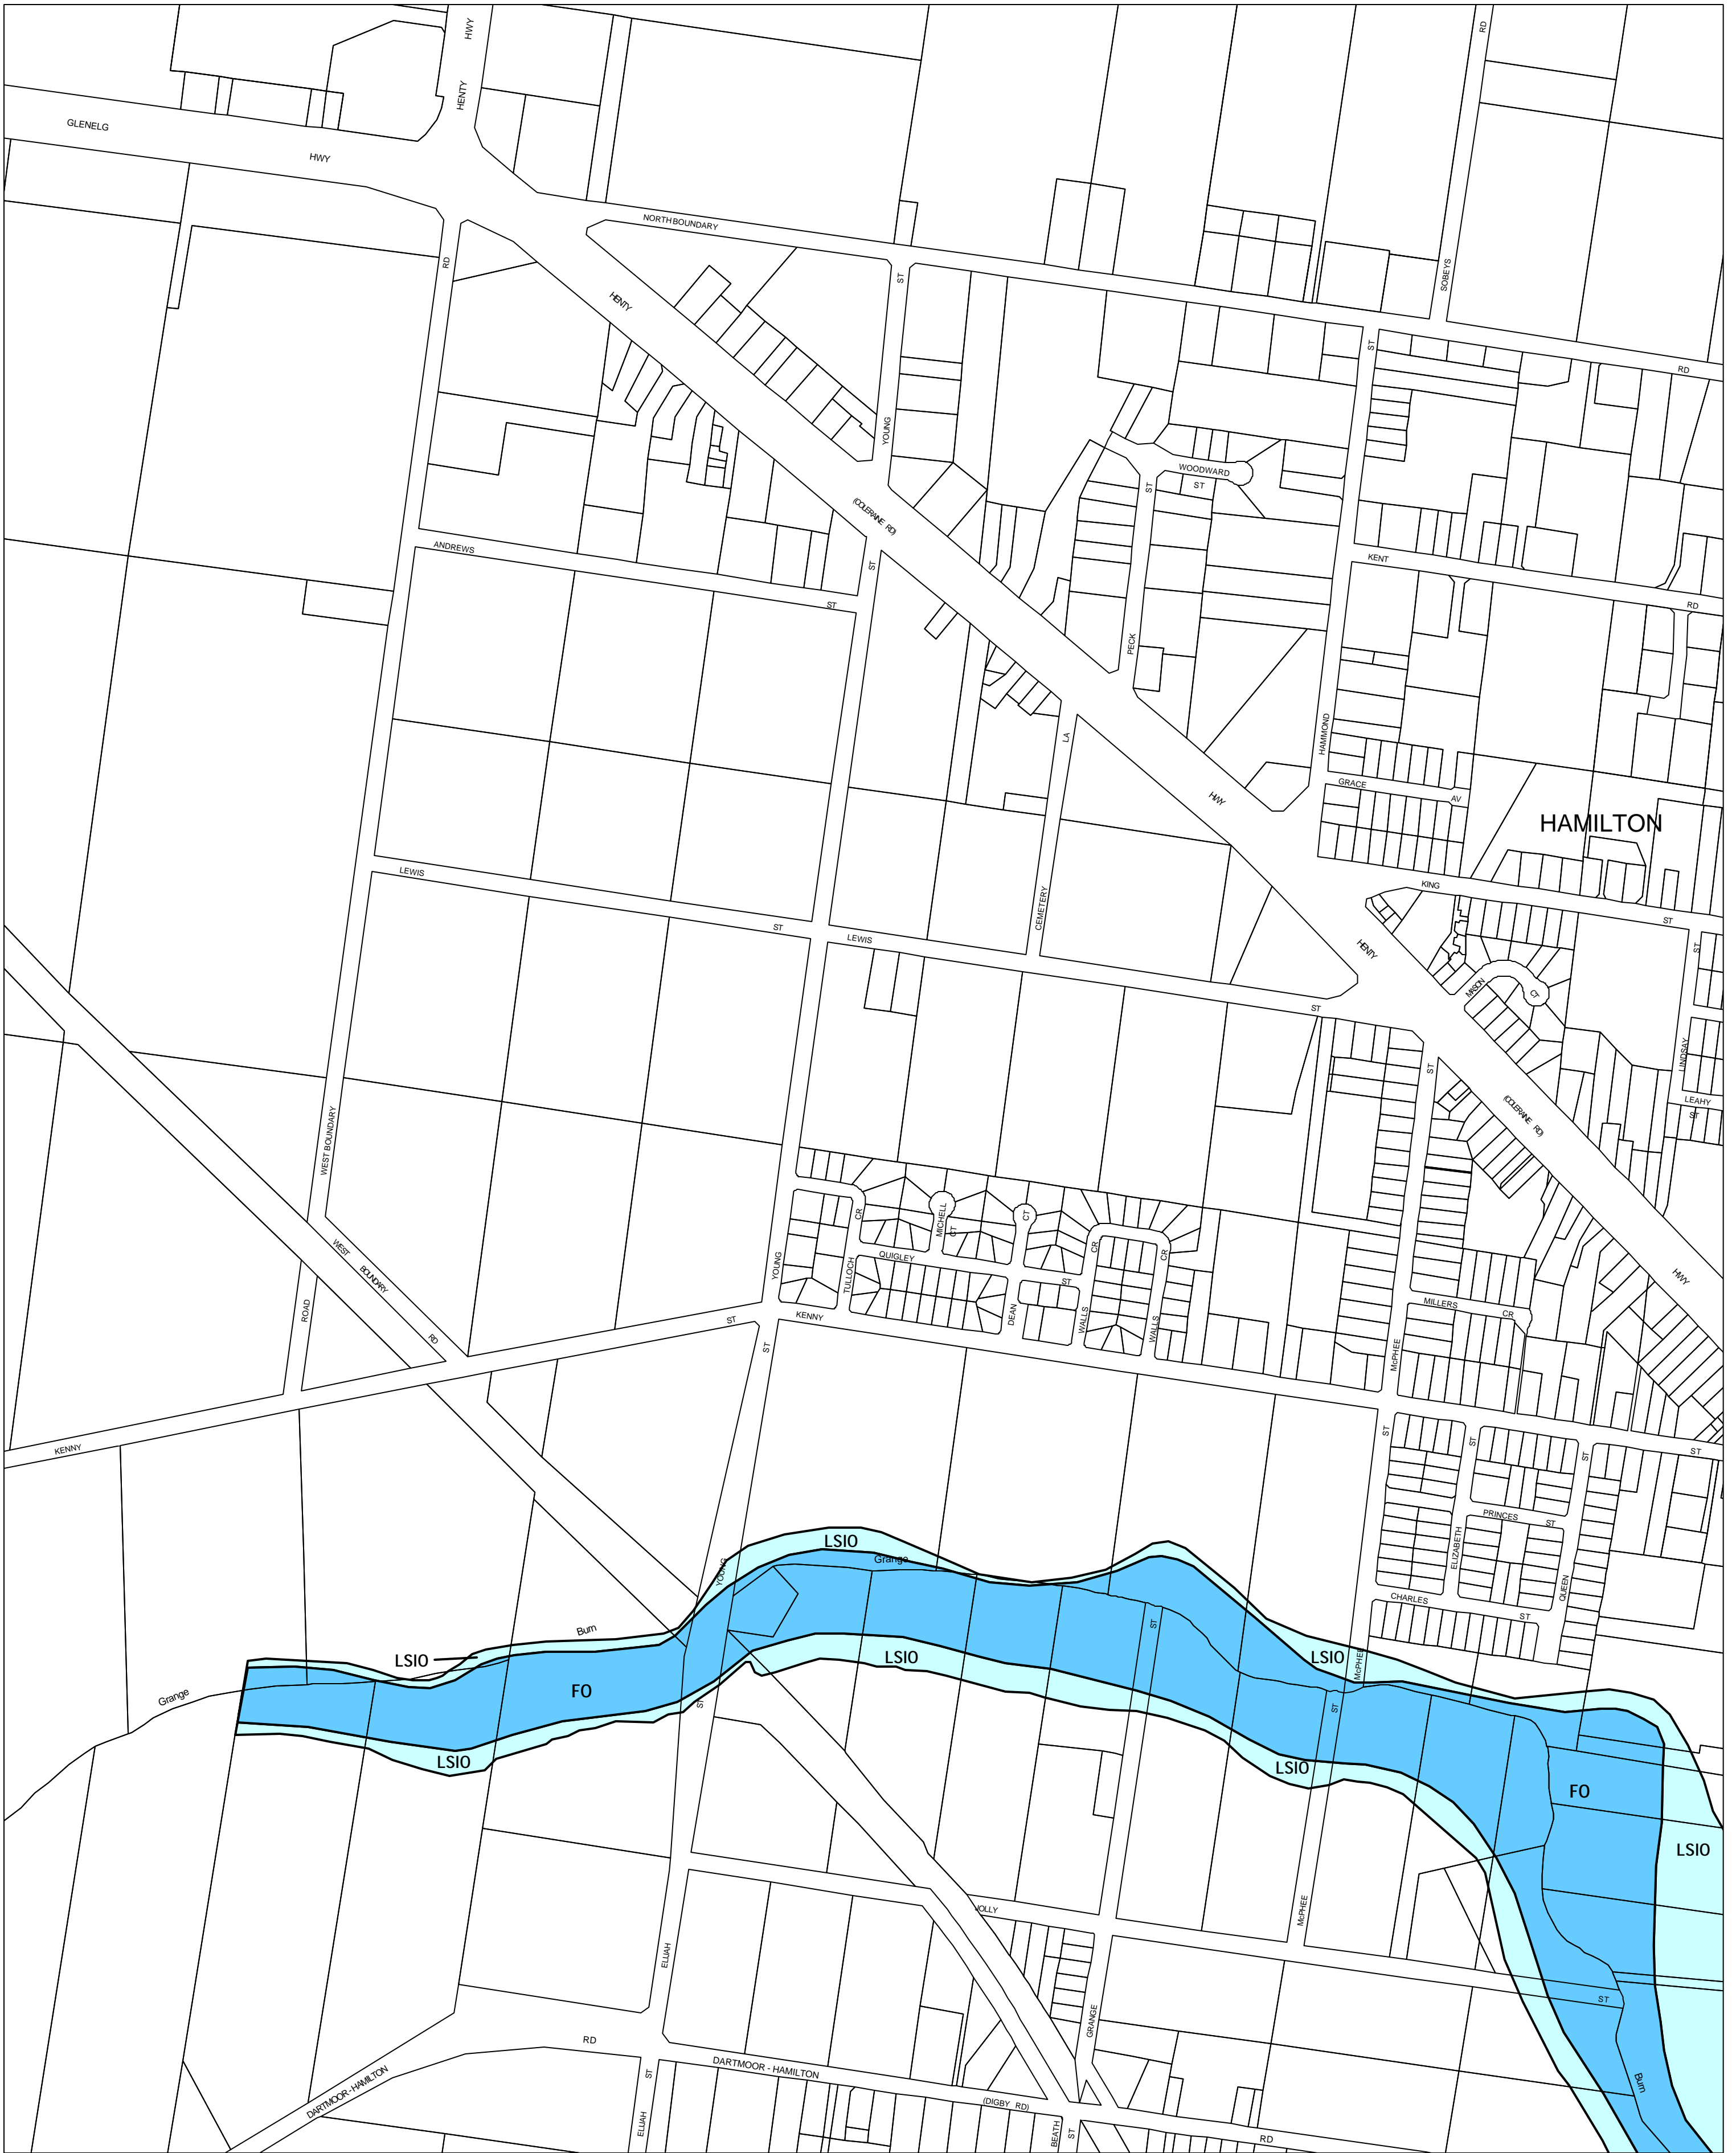 HWY
RD
HENTY
GLENELG
HWY
NORTH BOUNDARY
RD
ST
SOBEYS
HENTY
ST
RD
YOUNG
WOODWARD
ST
ST
(COLERAINE RD)
ANDREWS
ST
KENT
ST
RD
PECK
HAMMOND
LA
GRACE
HWY
AV
HAMILTON
LEWIS
KING
CEMETERY
ST
ST
LEWIS
HENTY
ST
MASON
CT
ST
LINDSAY
ST
LEAHY
(COLERAINE RD)
ST
WEST BOUNDARY
CR
MICHELL
CT
CT
WEST
BOUNDARY
QUIGLEY
CR
CR
YOUNG
TULLOCH
ST
HWY
ROAD
MILLERS
CR
RD
ST
KENNY
DEAN
WALLS
WALLS
ST
McPHEE
KENNY
ST
ST
ST
ST
PRINCES
ST
LSIO
Grange
ELIZABETH
YOUNG
QUEEN
CHARLES
ST
Burn
ST
LSIO
LSIO
LSIO
McPHEE
FO
Grange
ST
ST
LSIO
LSIO
FO
LSIO
JOLLY
McPHEE
ELIJAH
ST
GRANGE
RD
DARTMOOR - HAMILTON
ST
Burn
DARTMOOR - HAMILTON
(DIGBY RD)
ELIJAH
BEATH
ST
RD